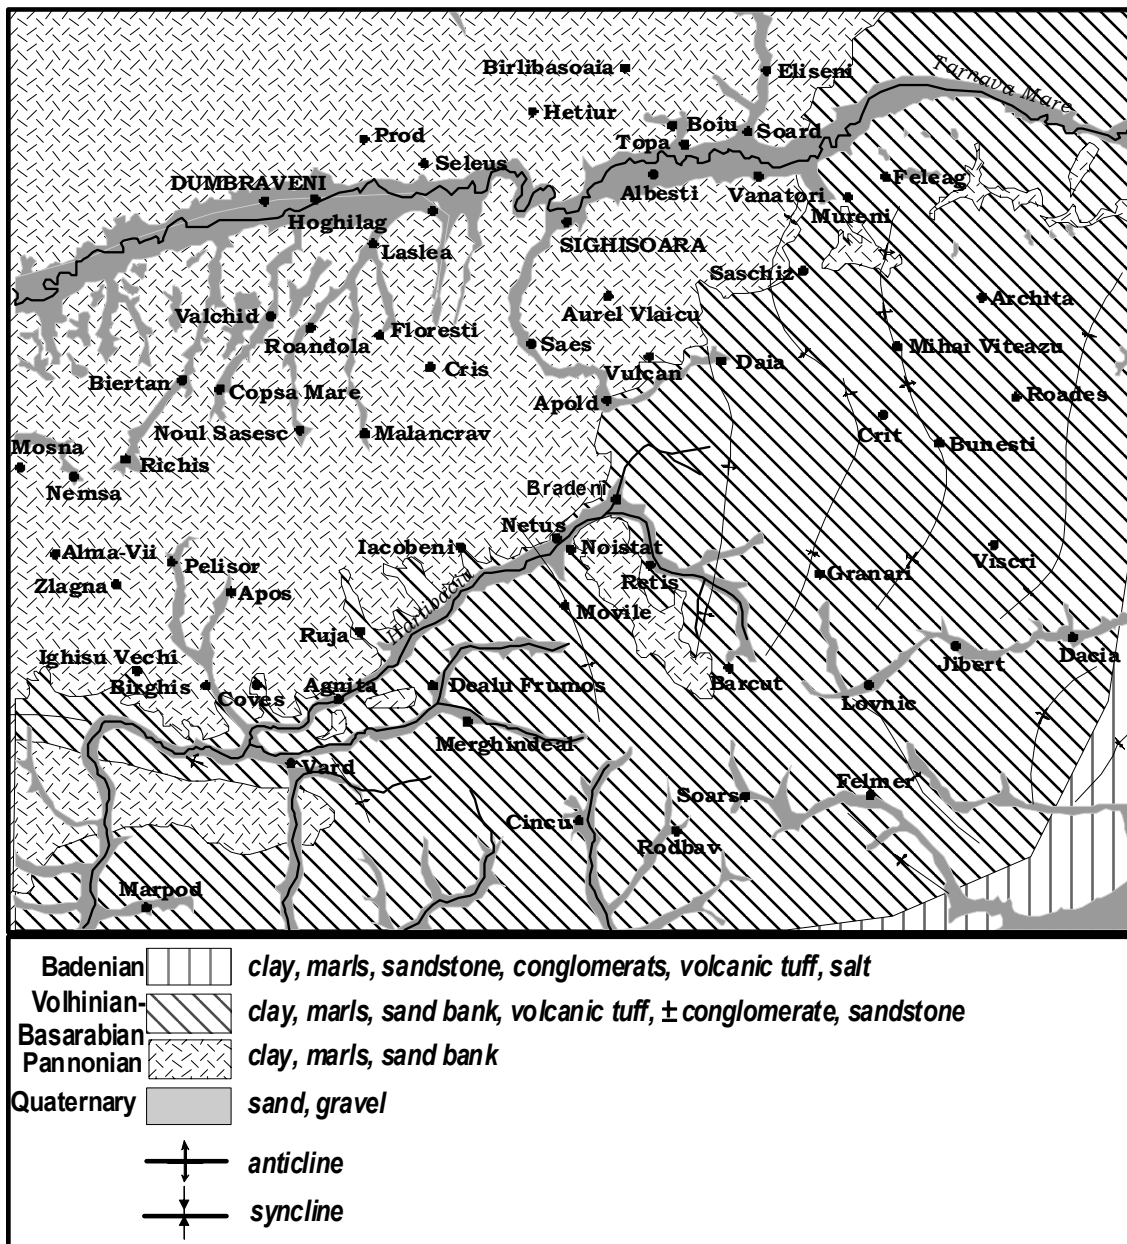 Birlibasoaia
Eliseni
Tarnava Mare
Hetiur
Prod
Boiu
Soard
Topa
Seleus
DUMBRAVENI
Albesti
Vanatori
Feleag
Hoghilag
Mureni
SIGHISOARA
Laslea
Saschiz
Archita
Valchid
Aurel Vlaicu
Floresti
Roandola
Saes
Mihai Viteazu
Vulcan
Daia
Cris
Biertan
Copsa Mare
Apold
Roades
Noul Sasesc
Malancrav
Crit
Bunesti
Mosna
Richis
Nemsa
Bradeni
Netus
Alma-Vii
Iacobeni
Noistat
Viscri
Pelisor
Granari
Zlagna
Apos
Retis
Hartibaciu
Movile
Ruja
Dacia
Ighisu Vechi
Jibert
Birghis
Coves
Agnita
Dealu Frumos
Barcut
Lovnic
Merghindeal
Vard
Felmer
Soars
Cincu
Rodbav
Marpod
Badenian clay, marls, sandstone, conglomerats, volcanic tuff, salt
Volhinian-
Basarabian clay, marls, sand bank, volcanic tuff, ± conglomerate, sandstone
Pannonian clay, marls, sand bank
Quaternary sand, gravel
anticline
syncline